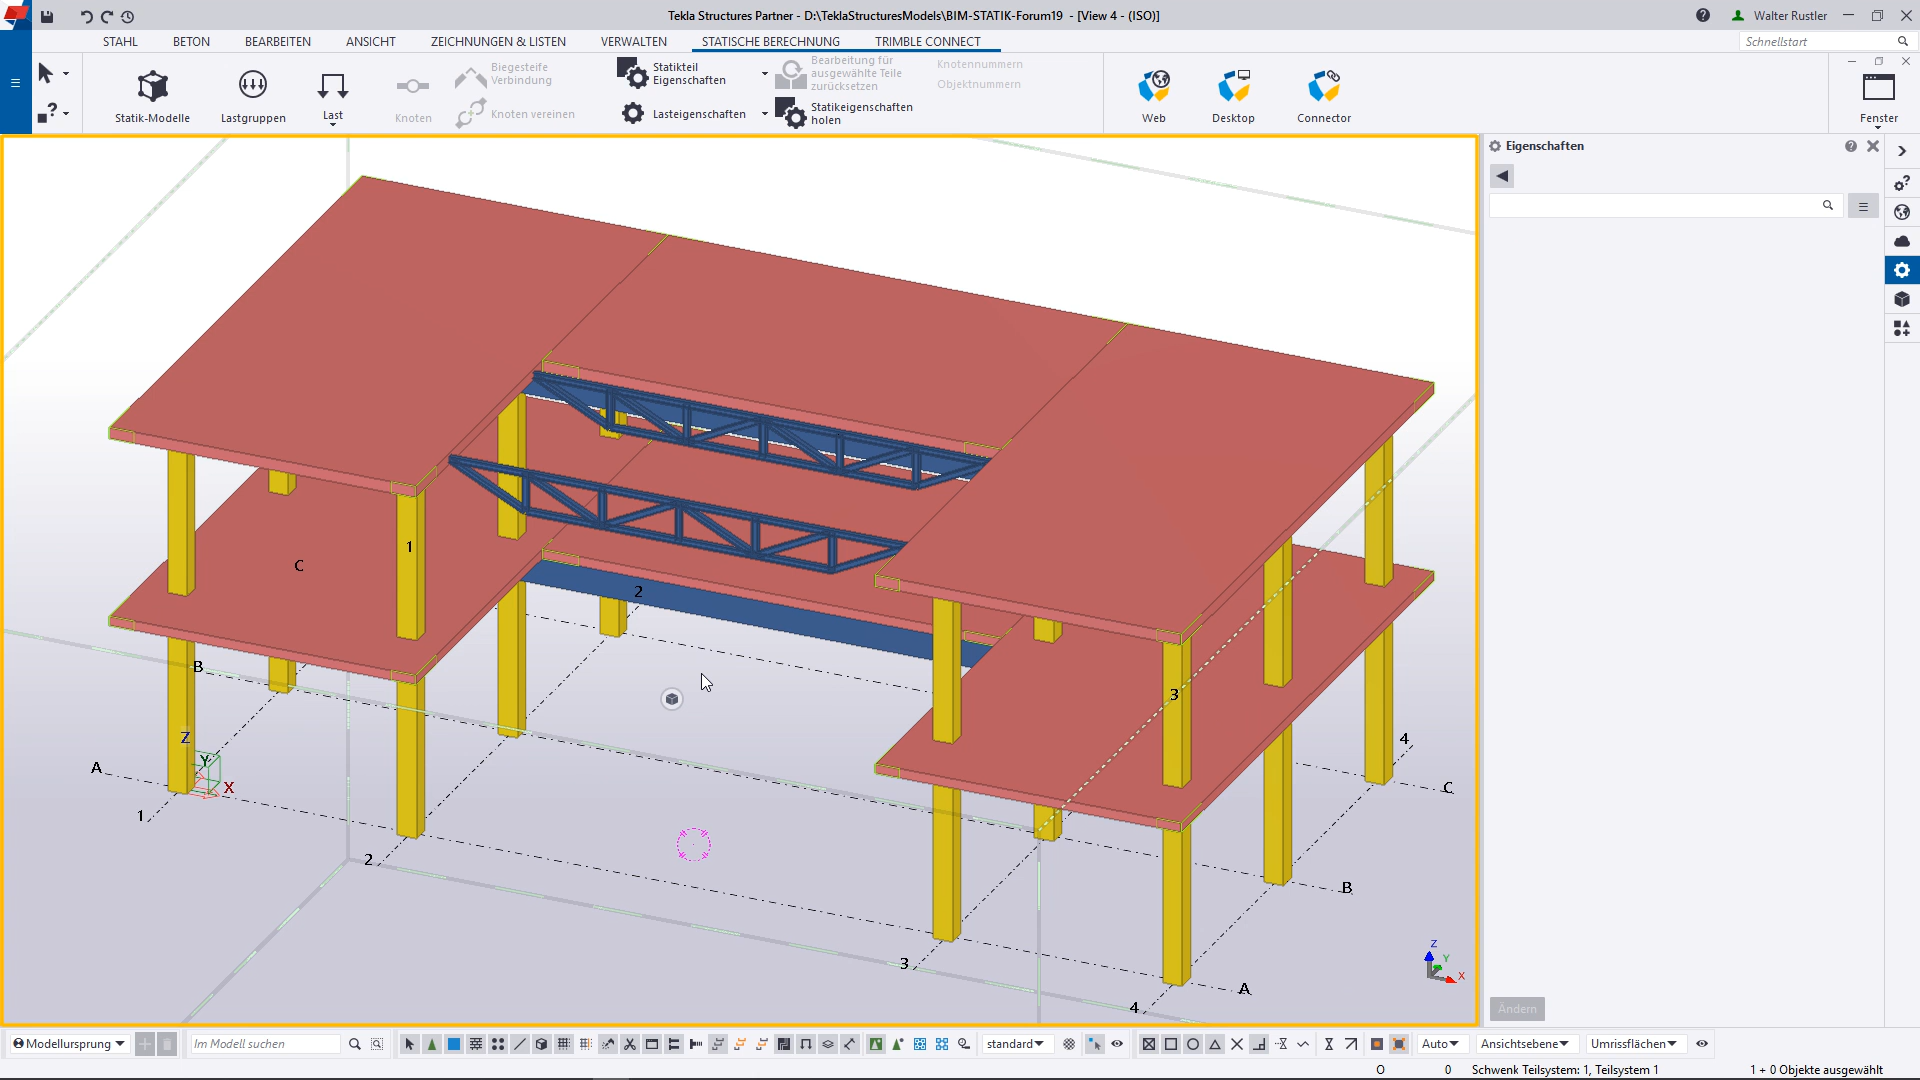 Tekla Structures Partner - D:\TeklaStructuresModels\BIM-STATIK-Forum19 - [View 4 - (ISO)]
Walter Rustler
STAHL BETON BEARBEITEN ANSICHT ZEICHNUNGEN & LISTEN VERWALTEN STATISCHE BERECHNUNG TRIMBLE CONNECT
Schnellstart
Statik-Modelle
Lastgruppen
Last
Knoten
Biegesteife
Verbindung
Knoten vereinen
Statikteil
Eigenschaften
Lasteigenschaften
Bearbeitung für
ausgewählte Teile
zurücksetzen
Statikeigenschaften
holen
Knotennummern
Objektnummern
Web
Desktop
Connector
Fenster
Eigenschaften
1
C
2
B
3
Z
Y
X
A
1
4
C
2
B
3
A
4
Z
Y
X
Ändern
Modellursprung
Im Modell suchen
standard
Auto
Ansichtsebene
Umrissflächen
O
0
Schwenk Teilsystem: 1, Teilsystem 1
1 + 0 Objekte ausgewählt